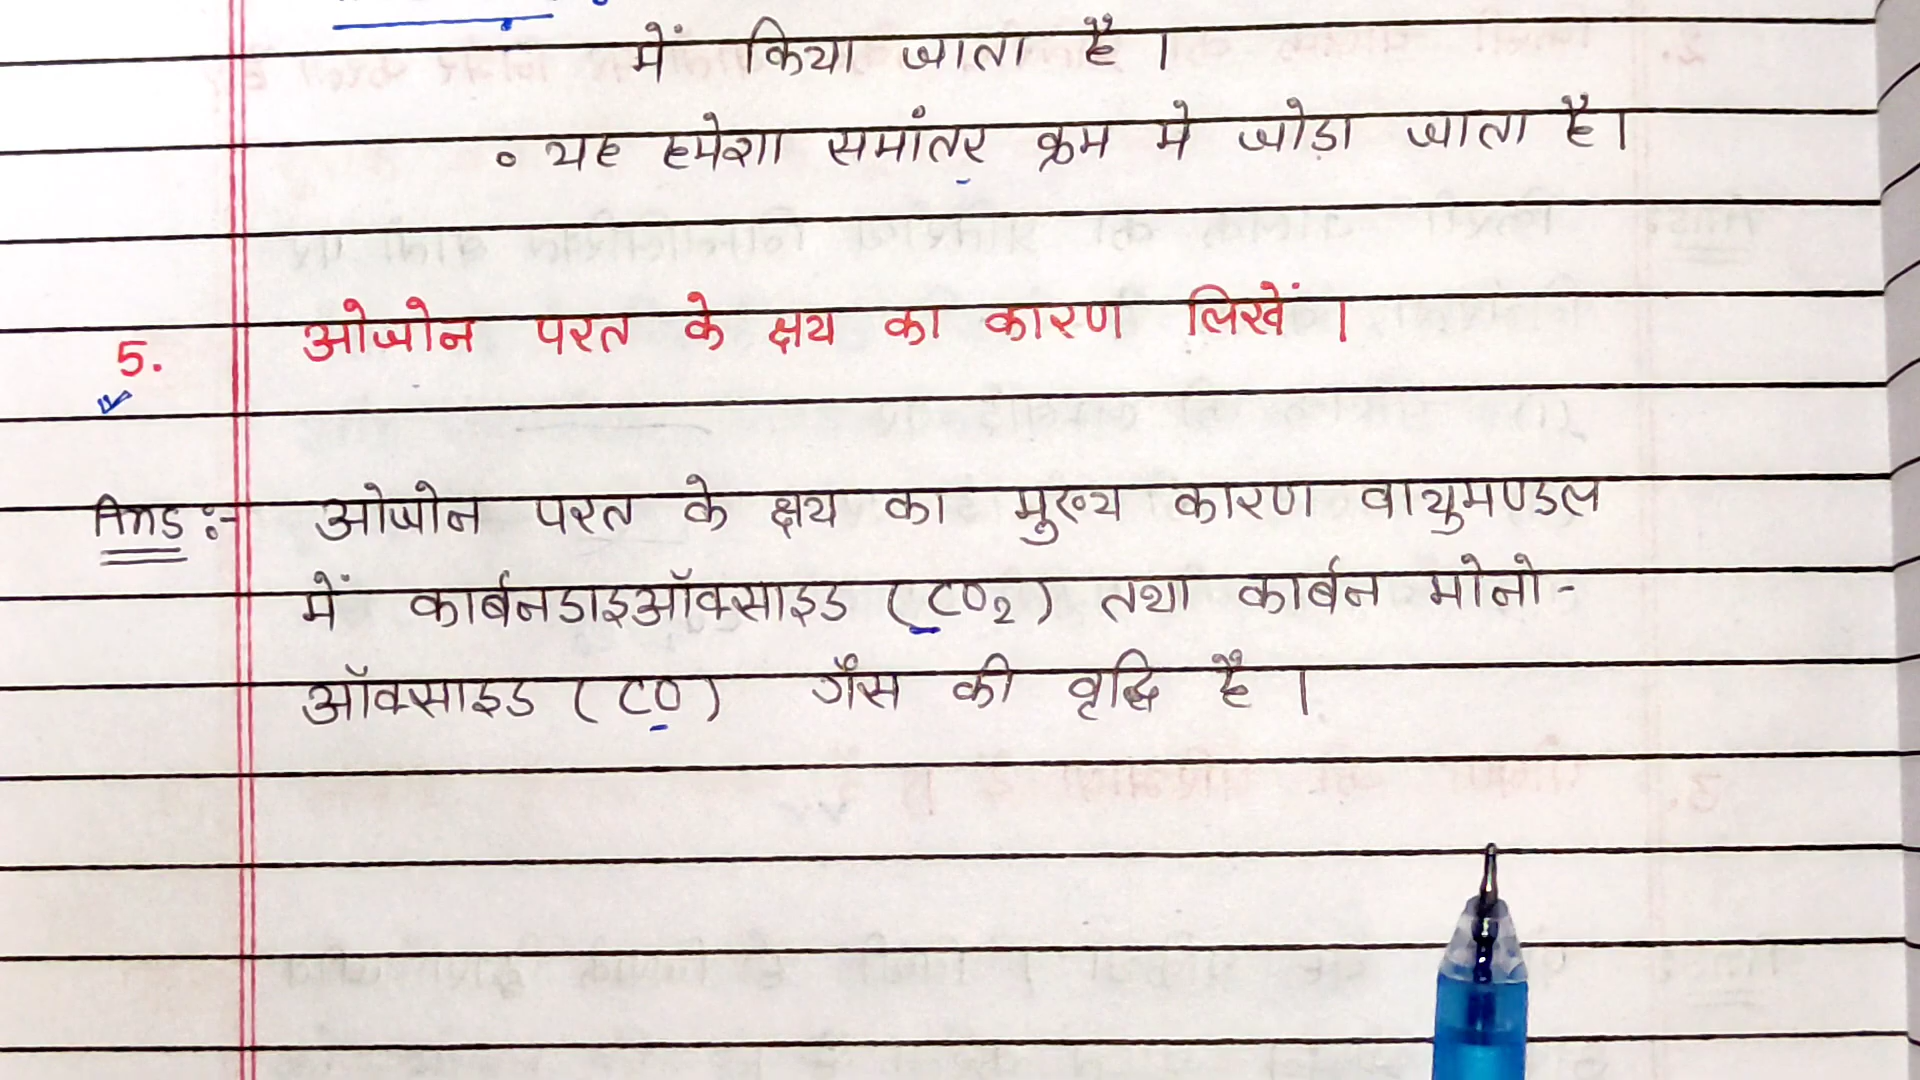 में किया जाता है।
० यह हमेशा समांतर क्रम मे जोड़ा जाता है।
5. ओजोन परत के क्षय का कारण लिखें।
Ans:- ओजोन परत के क्षय का मुख्य कारण वायुमण्डल
में कार्बनडाइऑक्साइड (CO₂) तथा कार्बन मोनो-
ऑक्साइड (CO) गैस की वृद्धि है।